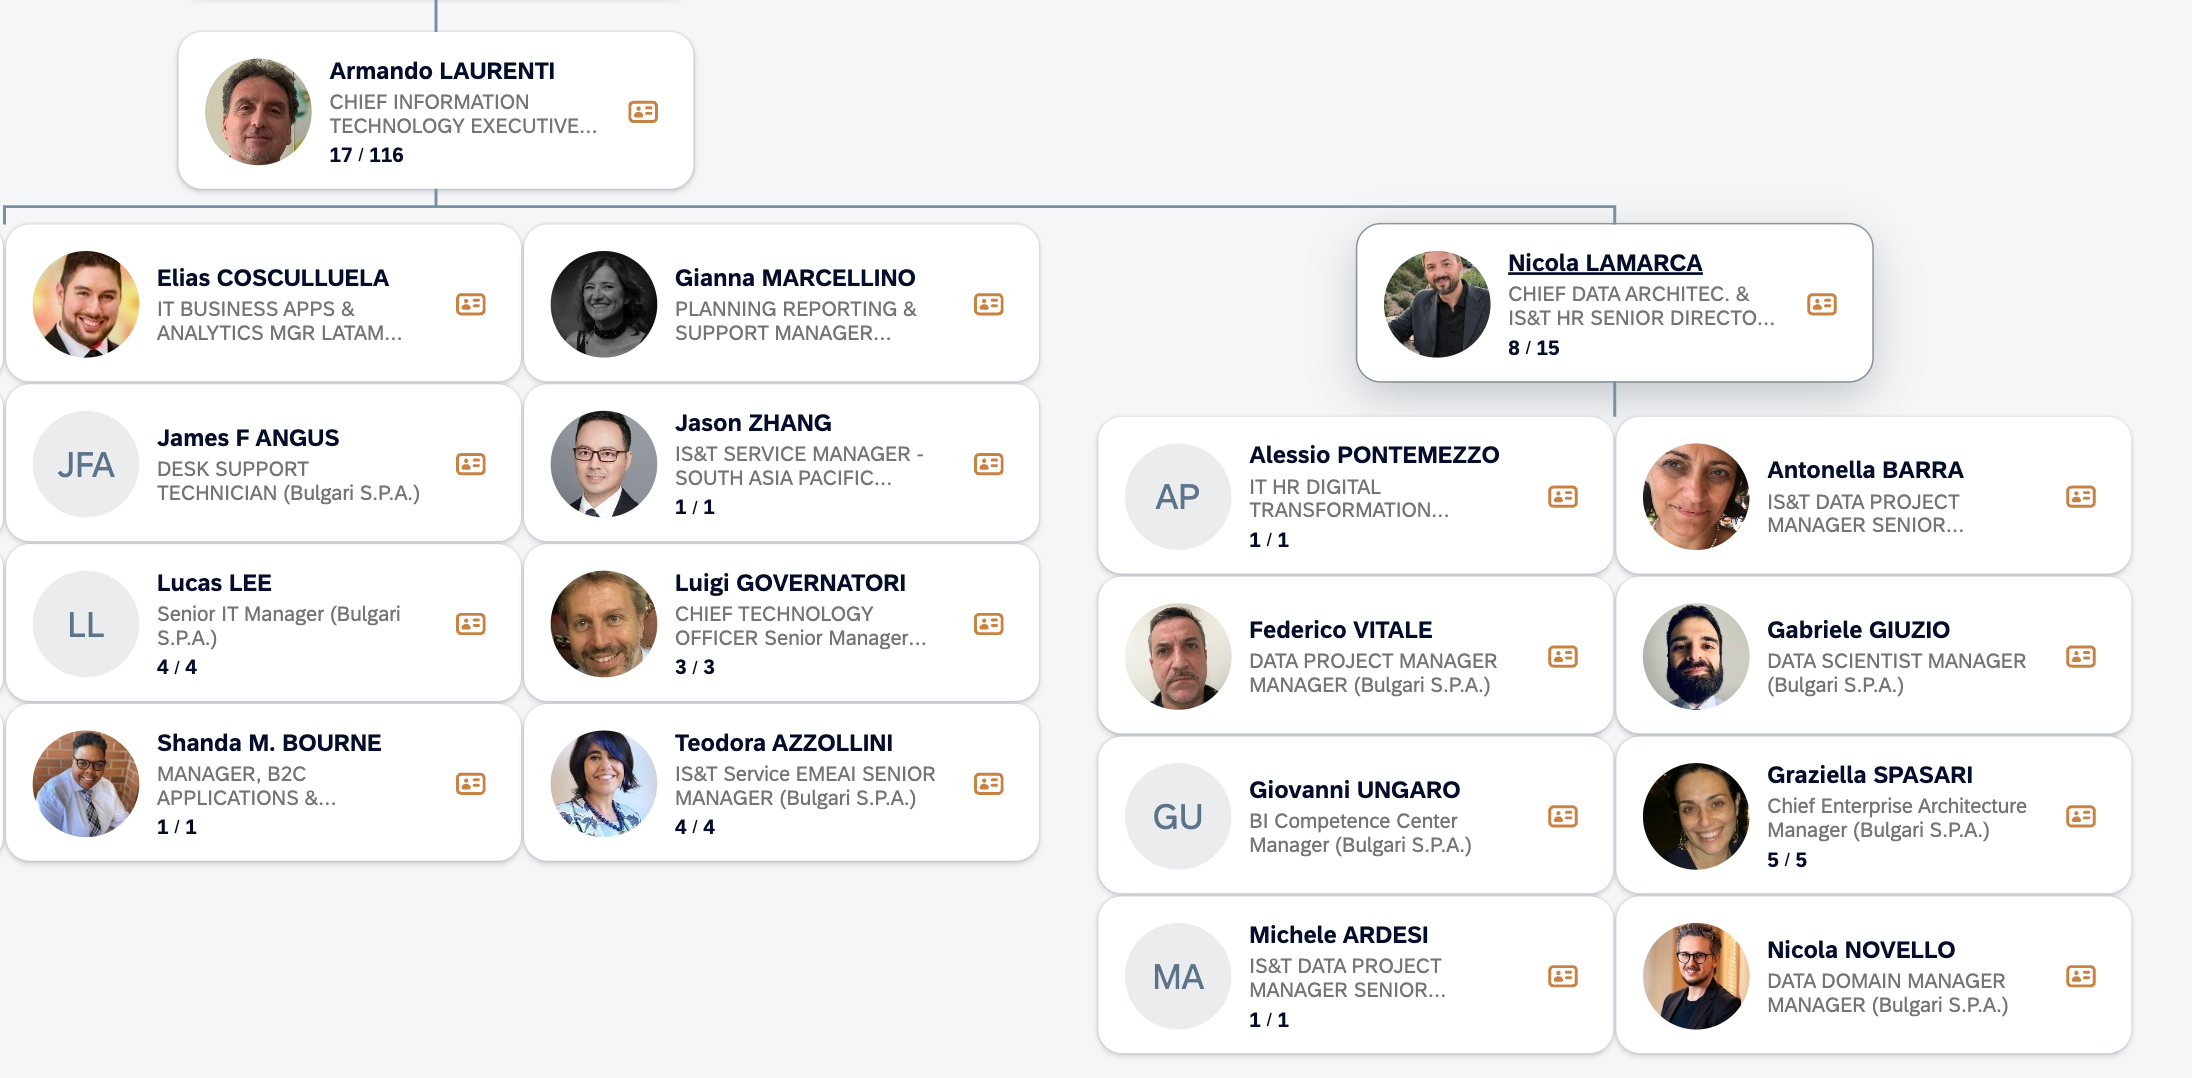 Armando LAURENTI
CHIEF INFORMATION
TECHNOLOGY EXECUTIVE...
17 / 116
Elias COSCULLUELA
IT BUSINESS APPS &
ANALYTICS MGR LATAM...
Gianna MARCELLINO
PLANNING REPORTING &
SUPPORT MANAGER...
Nicola LAMARCA
CHIEF DATA ARCHITEC. &
IS&T HR SENIOR DIRECTO...
8 / 15
JFA
James F ANGUS
DESK SUPPORT
TECHNICIAN (Bulgari S.P.A.)
Jason ZHANG
IS&T SERVICE MANAGER -
SOUTH ASIA PACIFIC...
1 / 1
AP
Alessio PONTEMEZZO
IT HR DIGITAL
TRANSFORMATION...
1 / 1
Antonella BARRA
IS&T DATA PROJECT
MANAGER SENIOR...
LL
Lucas LEE
Senior IT Manager (Bulgari
S.P.A.)
4 / 4
Luigi GOVERNATORI
CHIEF TECHNOLOGY
OFFICER Senior Manager...
3 / 3
Federico VITALE
DATA PROJECT MANAGER
MANAGER (Bulgari S.P.A.)
Gabriele GIUZIO
DATA SCIENTIST MANAGER
(Bulgari S.P.A.)
Shanda M. BOURNE
MANAGER, B2C
APPLICATIONS &...
1 / 1
Teodora AZZOLLINI
IS&T Service EMEAI SENIOR
MANAGER (Bulgari S.P.A.)
4 / 4
GU
Giovanni UNGARO
BI Competence Center
Manager (Bulgari S.P.A.)
Graziella SPASARI
Chief Enterprise Architecture
Manager (Bulgari S.P.A.)
5 / 5
MA
Michele ARDESI
IS&T DATA PROJECT
MANAGER SENIOR...
1 / 1
Nicola NOVELLO
DATA DOMAIN MANAGER
MANAGER (Bulgari S.P.A.)